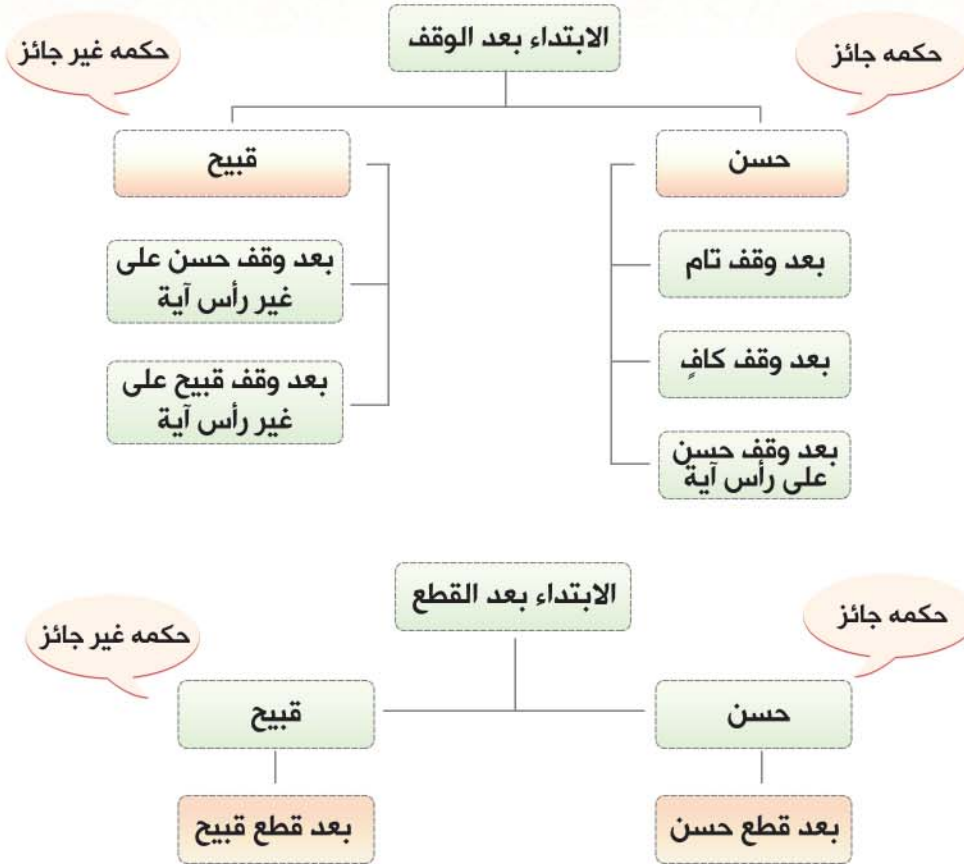 الابتداء بعد الوقف
حكمه جائز
حكمه غير جائز
حسن
بعد وقف تام
بعد وقف كافٍ
بعد وقف حسن
على رأس آية
قبيح
بعد وقف حسن على
غير رأس آية
بعد وقف قبيح على
غير رأس آية
الابتداء بعد القطع
حكمه جائز
حكمه غير جائز
حسن
بعد قطع حسن
قبيح
بعد قطع قبيح